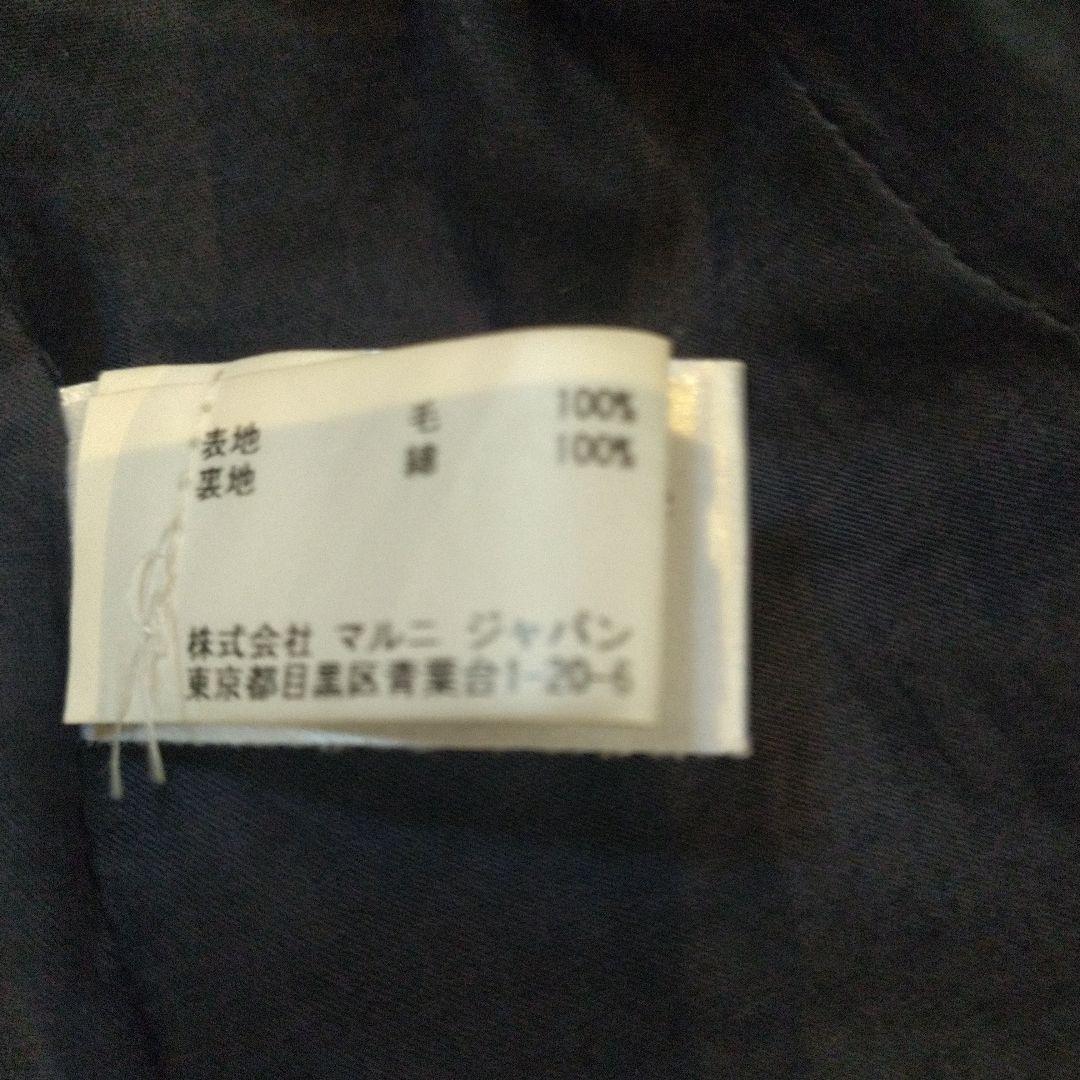 表地 毛 100%
裏地 綿 100%
株式会社 マルニ ジャパン
東京都目黒区青葉台1-20-6